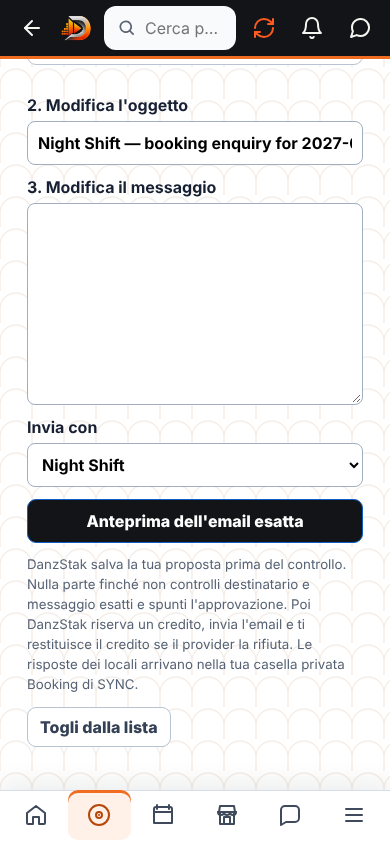 Cerca p...
2. Modifica l'oggetto
Night Shift — booking enquiry for 2027-
3. Modifica il messaggio
Invia con
Night Shift
Anteprima dell'email esatta
DanzStak salva la tua proposta prima del controllo.
Nulla parte finché non controlli destinatario e
messaggio esatti e spunti l'approvazione. Poi
DanzStak riserva un credito, invia l'email e ti
restituisce il credito se il provider la rifiuta. Le
risposte dei locali arrivano nella tua casella privata
Booking di SYNC.
Togli dalla lista